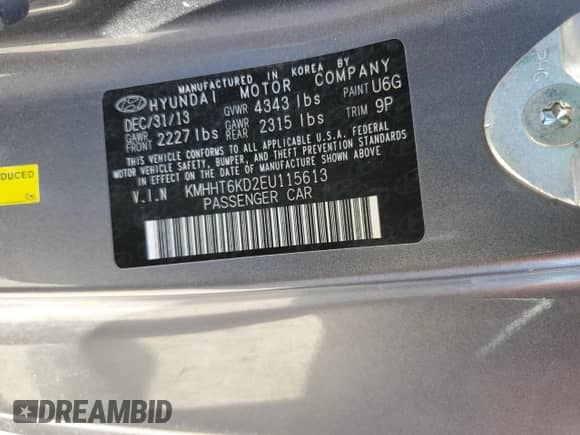 MANUFACTURED IN KOREA BY
HYUNDAI MOTOR COMPANY
DEC/31/13 GVWR 4343 lbs PAINT U6G
GAWR FRONT 2227 lbs GAWR REAR 2315 lbs TRIM 9P
THIS VEHICLE CONFORMS TO ALL APPLICABLE U.S.A. FEDERAL
MOTOR VEHICLE SAFETY, BUMPER, AND THEFT PREVENTION STANDARDS
IN EFFECT ON THE DATE OF MANUFACTURE SHOWN ABOVE.
V.I.N KMHHT6KD2EU115613
PASSENGER CAR
DUCED
DREAMBID